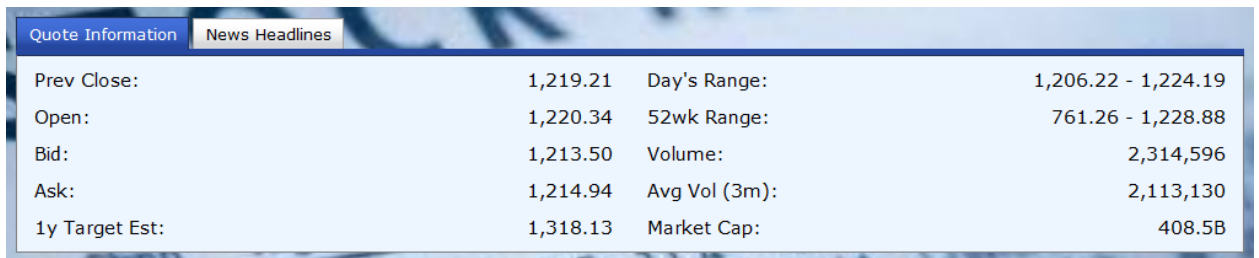 Quote Information News Headlines
Prev Close: 1,219.21 Day's Range: 1,206.22 - 1,224.19
Open: 1,220.34 52wk Range: 761.26 - 1,228.88
Bid: 1,213.50 Volume: 2,314,596
Ask: 1,214.94 Avg Vol (3m): 2,113,130
1y Target Est: 1,318.13 Market Cap: 408.5B